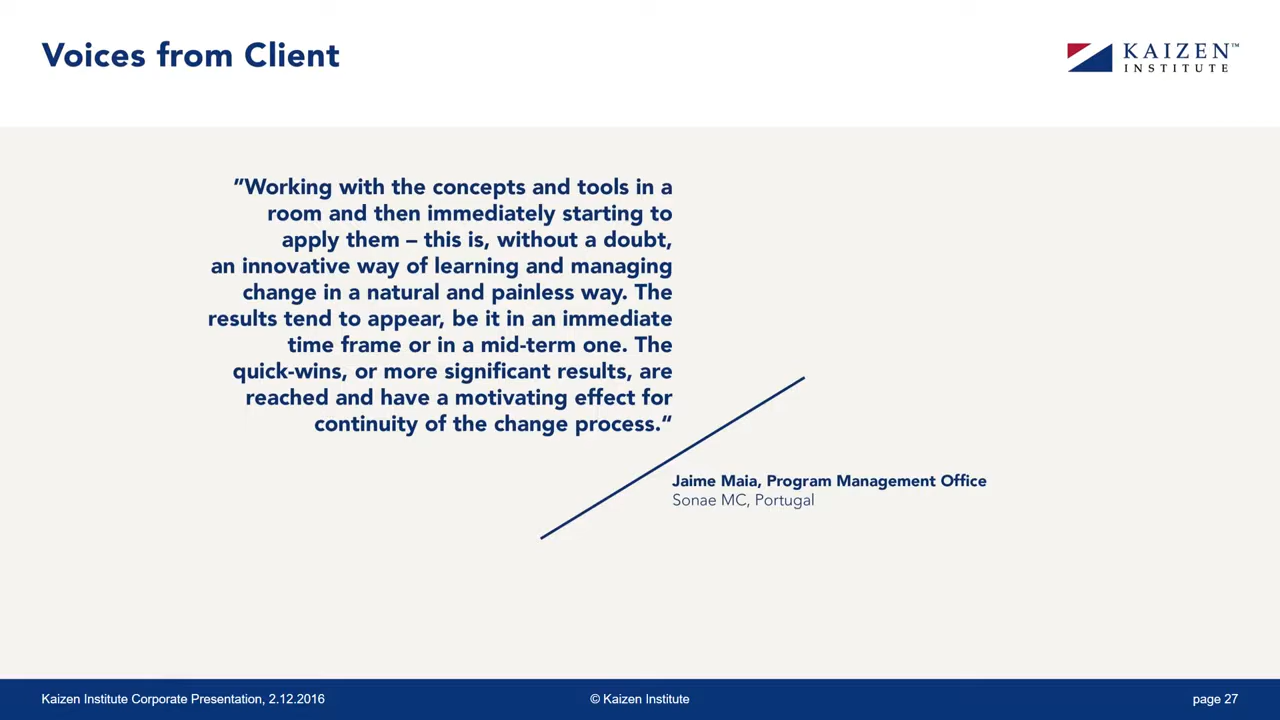 Voices from Client
KAIZEN™
INSTITUTE
”Working with the concepts and tools in a
room and then immediately starting to
apply them – this is, without a doubt,
an innovative way of learning and managing
change in a natural and painless way. The
results tend to appear, be it in an immediate
time frame or in a mid-term one. The
quick-wins, or more significant results, are
reached and have a motivating effect for
continuity of the change process.“
Jaime Maia, Program Management Office
Sonae MC, Portugal
Kaizen Institute Corporate Presentation, 2.12.2016
© Kaizen Institute
page 27